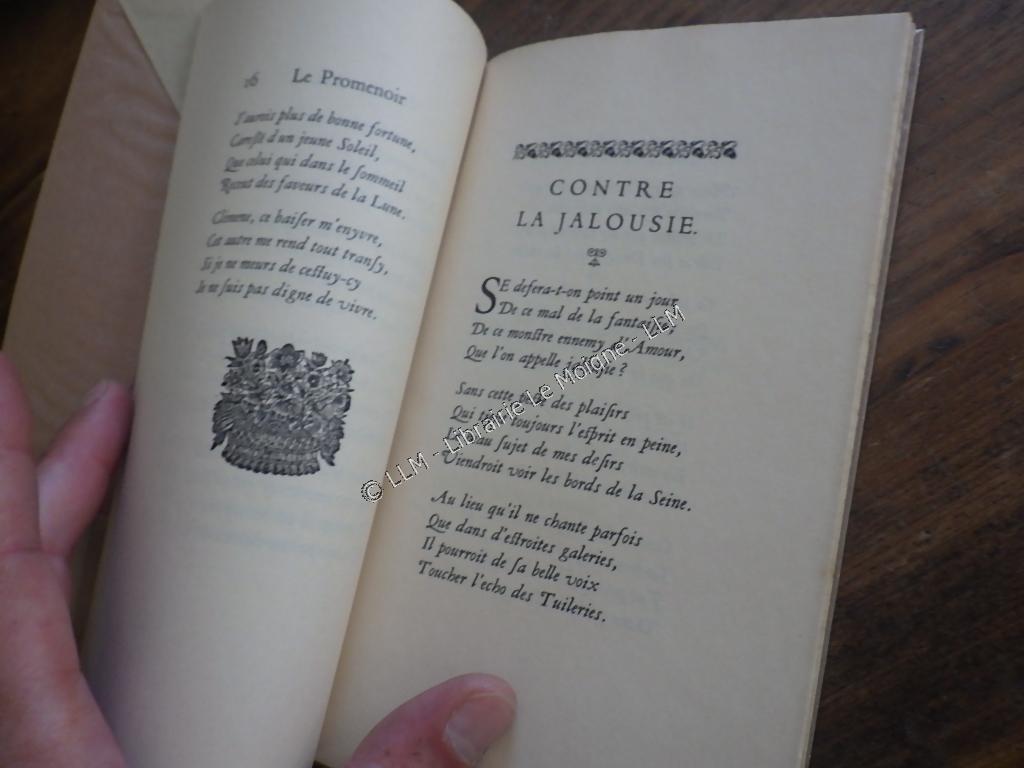 16 Le Promenoir
J'aurois plus de bonne fortune,
Caressé d'un jeune Soleil,
Que celuy qui dans le sommeil
Receut des faveurs de la Lune.
Climene, ce baiser m'enyvre,
Cet autre me rend tout transy,
Si je ne meurs de cestuy-cy
Je ne suis pas digne de vivre.
CONTRE
LA JALOUSIE.
SE defera-t-on point un jour
De ce mal de la
De ce monstre ennemy d'Amour,
Que l'on appelle jalousie?
Sans cette des plaisirs
Qui toujours l'esprit en peine,
au sujet de mes desirs
Viendroit voir les bords de la Seine.
Au lieu qu'il ne chante parfois
Que dans d'estroites galeries,
Il pourroit de sa belle voix
Toucher l'echo des Tuileries.
© LLM - Librairie Le Moigne - LLM